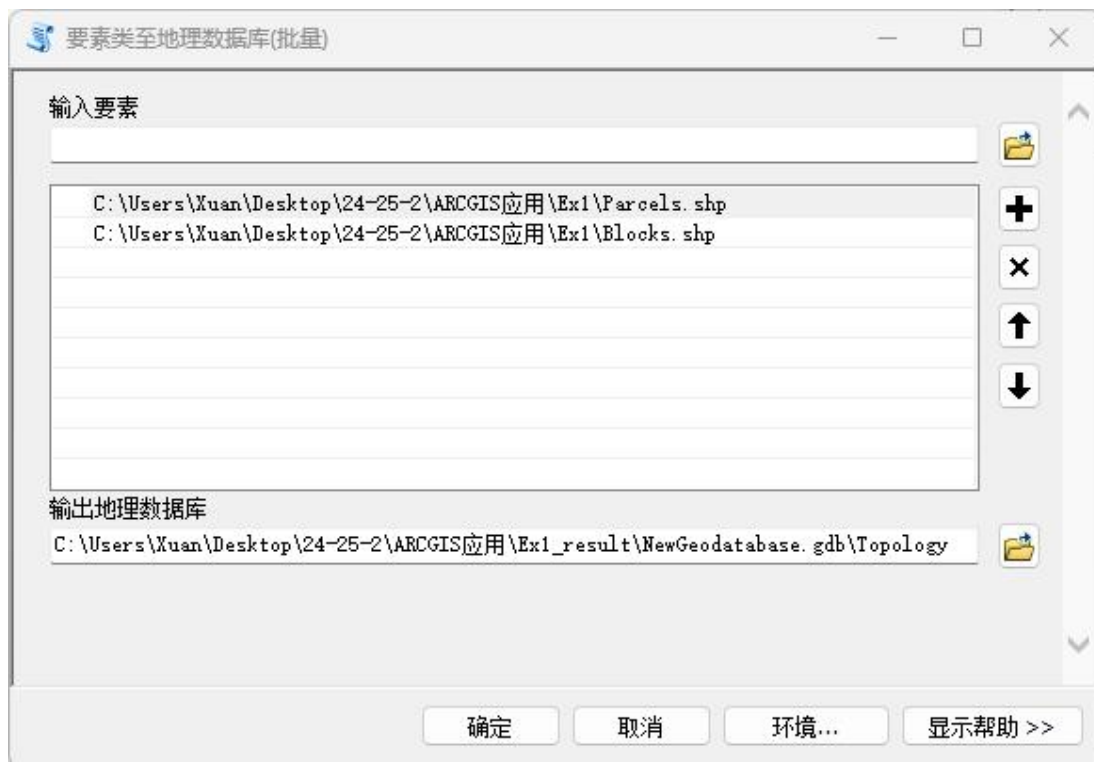 要素类至地理数据库(批量)
输入要素
C:\Users\Xuan\Desktop\24-25-2\ARCGIS应用\Ex1\Parcels.shp
C:\Users\Xuan\Desktop\24-25-2\ARCGIS应用\Ex1\Blocks.shp
输出地理数据库
C:\Users\Xuan\Desktop\24-25-2\ARCGIS应用\Ex1_result\NewGeodatabase.gdb\Topology
确定 取消 环境... 显示帮助 >>